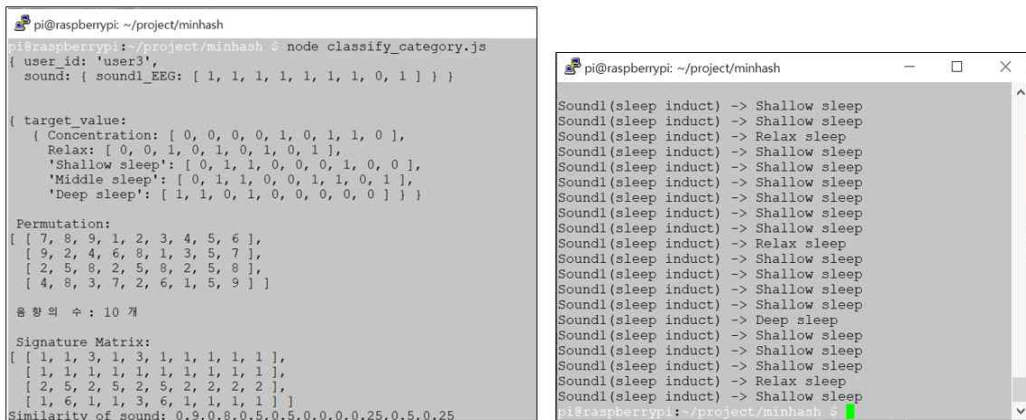 pi@raspberrypi: ~/project/minhash
pi@raspberrypi:~/project/minhash $ node classify_category.js
{ user_id: 'user3',
sound: { sound1_EEG: [ 1, 1, 1, 1, 1, 1, 1, 0, 1 ] } }
{ target_value:
{ Concentration: [ 0, 0, 0, 0, 1, 0, 1, 1, 0 ],
Relax: [ 0, 0, 1, 0, 1, 0, 1, 0, 1 ],
'Shallow sleep': [ 0, 1, 1, 0, 0, 0, 1, 0, 0 ],
'Middle sleep': [ 0, 1, 1, 0, 0, 1, 1, 0, 1 ],
'Deep sleep': [ 1, 1, 0, 1, 0, 0, 0, 0, 0 ] } }
Permutation:
[ [ 7, 8, 9, 1, 2, 3, 4, 5, 6 ],
[ 9, 2, 4, 6, 8, 1, 3, 5, 7 ],
[ 2, 5, 8, 2, 5, 8, 2, 5, 8 ],
[ 4, 8, 3, 7, 2, 6, 1, 5, 9 ] ]
음향의 수 : 10 개
Signature Matrix:
[ [ 1, 1, 3, 1, 3, 1, 1, 1, 1, 1 ],
[ 1, 1, 1, 1, 1, 1, 1, 1, 1, 1 ],
[ 2, 5, 2, 5, 2, 5, 2, 2, 2, 2 ],
[ 1, 6, 1, 1, 3, 6, 1, 1, 1, 1 ] ]
Similarity of sound: 0.9,0.8,0.5,0.5,0,0,0,0.25,0.5,0.25
pi@raspberrypi: ~/project/minhash
Sound1(sleep induct) -> Shallow sleep
Sound1(sleep induct) -> Shallow sleep
Sound1(sleep induct) -> Relax sleep
Sound1(sleep induct) -> Shallow sleep
Sound1(sleep induct) -> Shallow sleep
Sound1(sleep induct) -> Shallow sleep
Sound1(sleep induct) -> Shallow sleep
Sound1(sleep induct) -> Shallow sleep
Sound1(sleep induct) -> Shallow sleep
Sound1(sleep induct) -> Relax sleep
Sound1(sleep induct) -> Shallow sleep
Sound1(sleep induct) -> Shallow sleep
Sound1(sleep induct) -> Shallow sleep
Sound1(sleep induct) -> Shallow sleep
Sound1(sleep induct) -> Deep sleep
Sound1(sleep induct) -> Shallow sleep
Sound1(sleep induct) -> Shallow sleep
Sound1(sleep induct) -> Shallow sleep
Sound1(sleep induct) -> Relax sleep
Sound1(sleep induct) -> Shallow sleep
pi@raspberrypi:~/project/minhash $